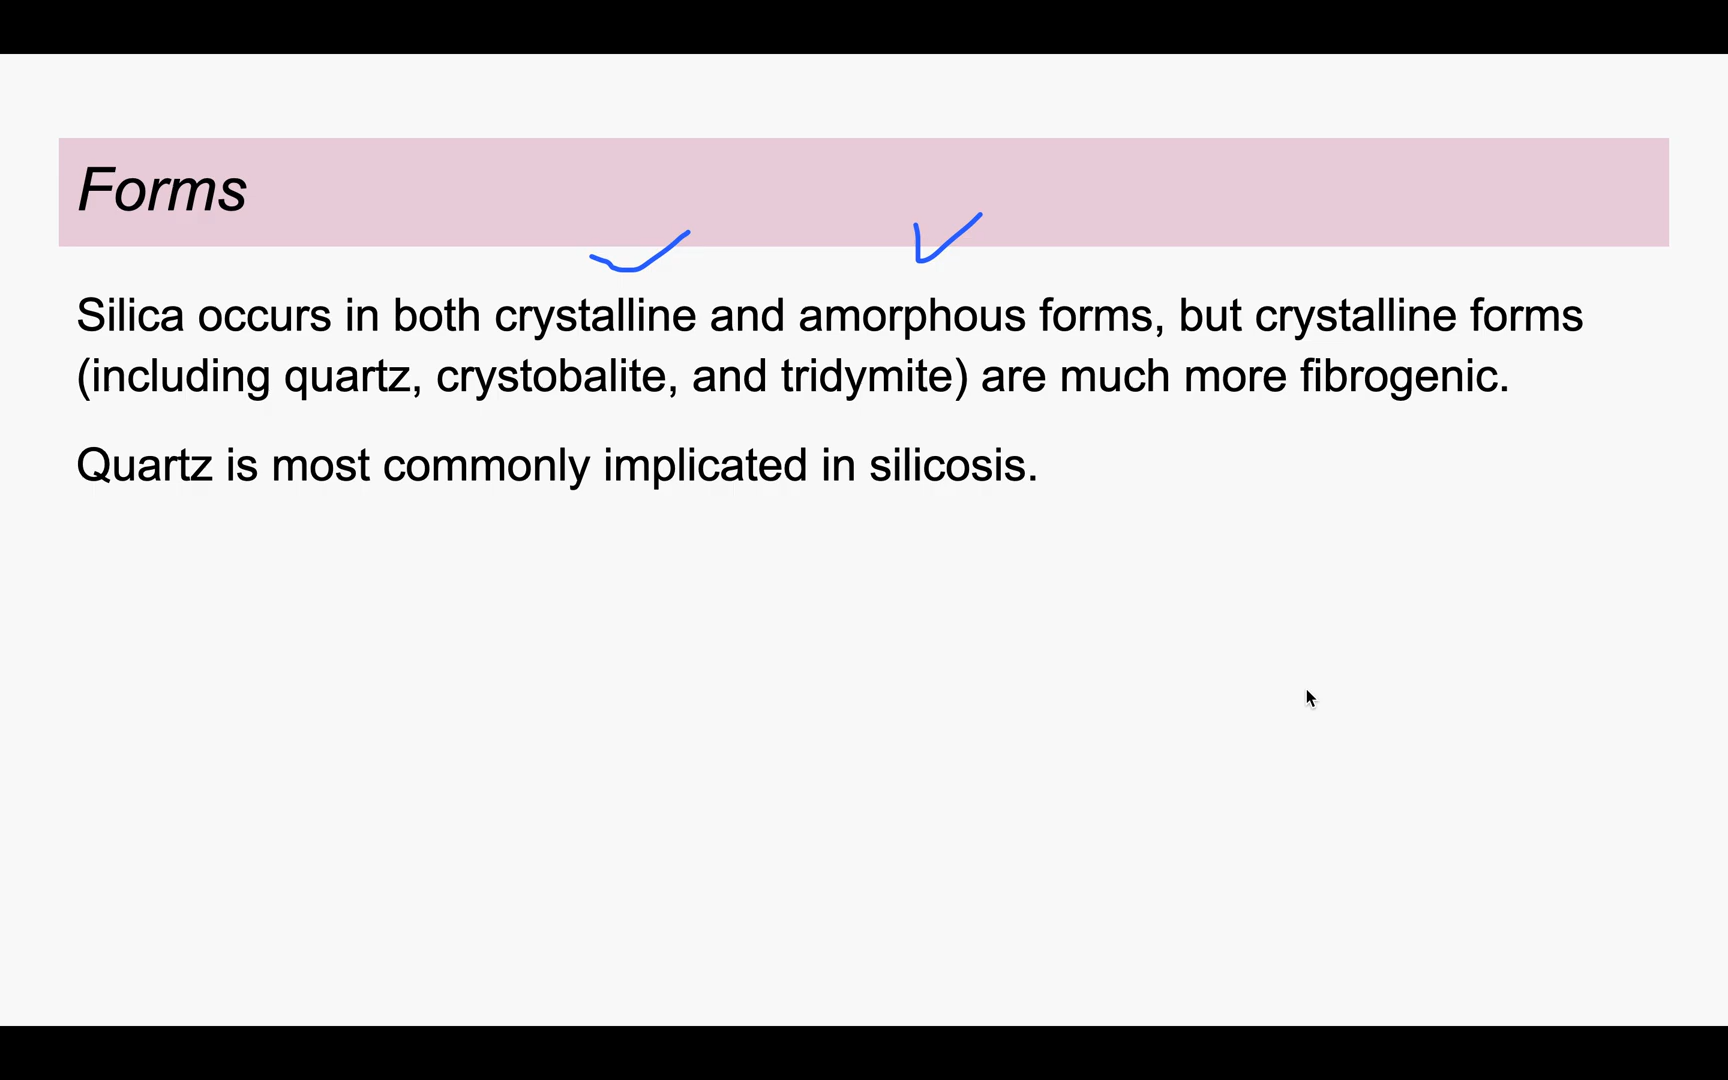 Forms
Silica occurs in both crystalline and amorphous forms, but crystalline forms
(including quartz, crystobalite, and tridymite) are much more fibrogenic.
Quartz is most commonly implicated in silicosis.